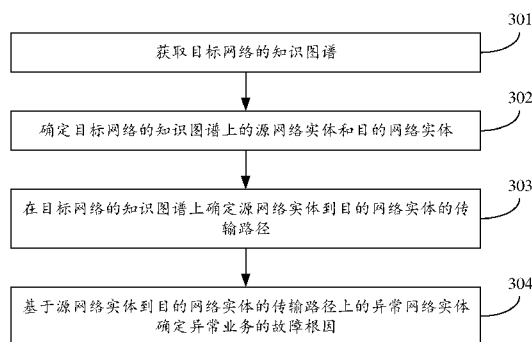 301
获取目标网络的知识图谱
302
确定目标网络的知识图谱上的源网络实体和目的网络实体
303
在目标网络的知识图谱上确定源网络实体到目的网络实体的传
输路径
304
基于源网络实体到目的网络实体的传输路径上的异常网络实体
确定异常业务的故障根因